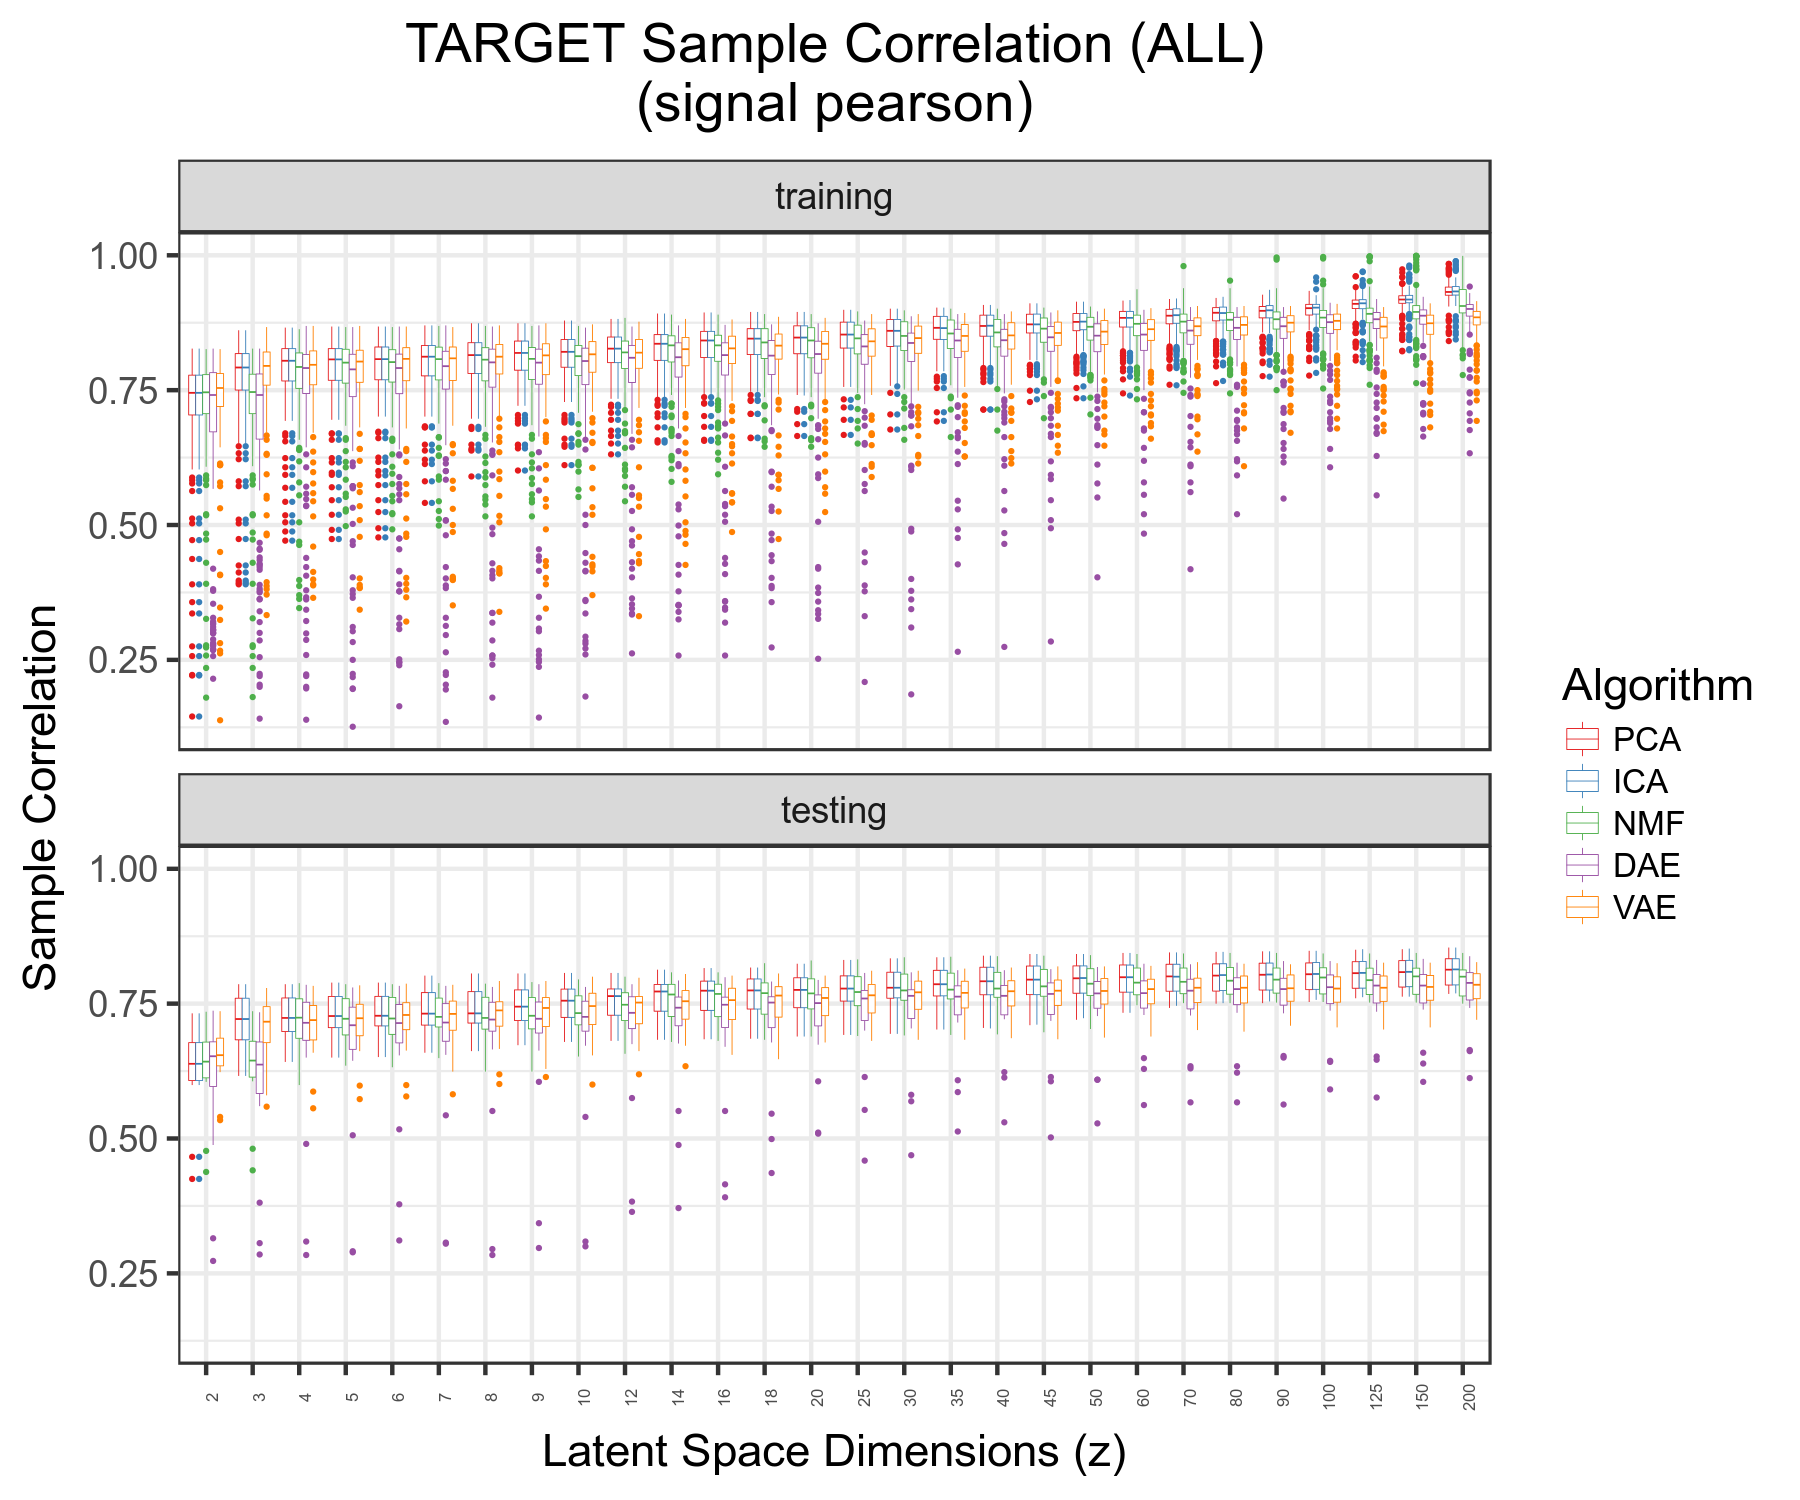 TARGET Sample Correlation (ALL)
(signal pearson)
training
1.00
0.75
0.50
0.25
testing
1.00
0.75
0.50
0.25
Sample Correlation
2 3 4 5 6 7 8 9 10 12 14 16 18 20 25 30 35 40 45 50 60 70 80 90 100 125 150 200
Latent Space Dimensions (z)
Algorithm
PCA
ICA
NMF
DAE
VAE